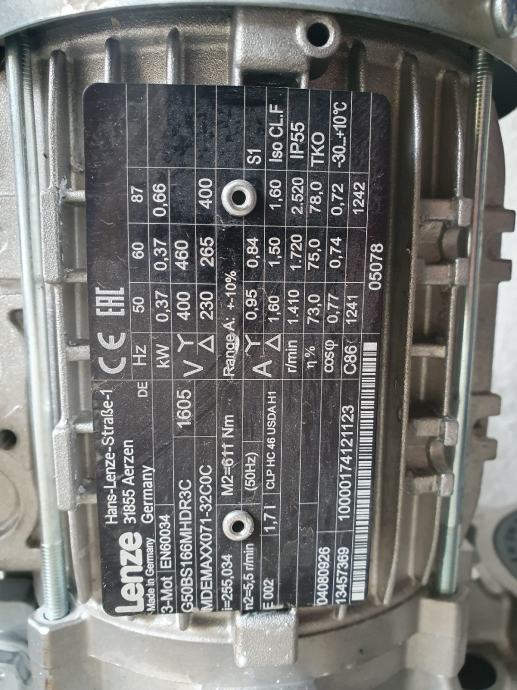 Lenze
Made in Germany
Hans-Lenze-Straße-1
31855 Aerzen
Germany
DE
CE EAC
3-Mot EN60034
G50BS166MHDR3C 1605
MDEMAXX071-32C0C
i=255,034 M2=611 Nm
n2=5,5 r/min (50Hz)
F 002 1,7 l CLP HC 46 USDA H1
04080926
13457369 10000174121123
Hz 50 60 87
kW 0,37 0,37 0,66
V Y 400 460
△ 230 265 400
Range A: +-10%
A Y 0,95 0,84 S1
△ 1,60 1,50 1,60 Iso CL.F
r/min 1.410 1.720 2.520 IP55
η % 73,0 75,0 78,0 TKO
cosφ 0,77 0,74 0,72 -30...+10°C
C86 1241 1242
05078